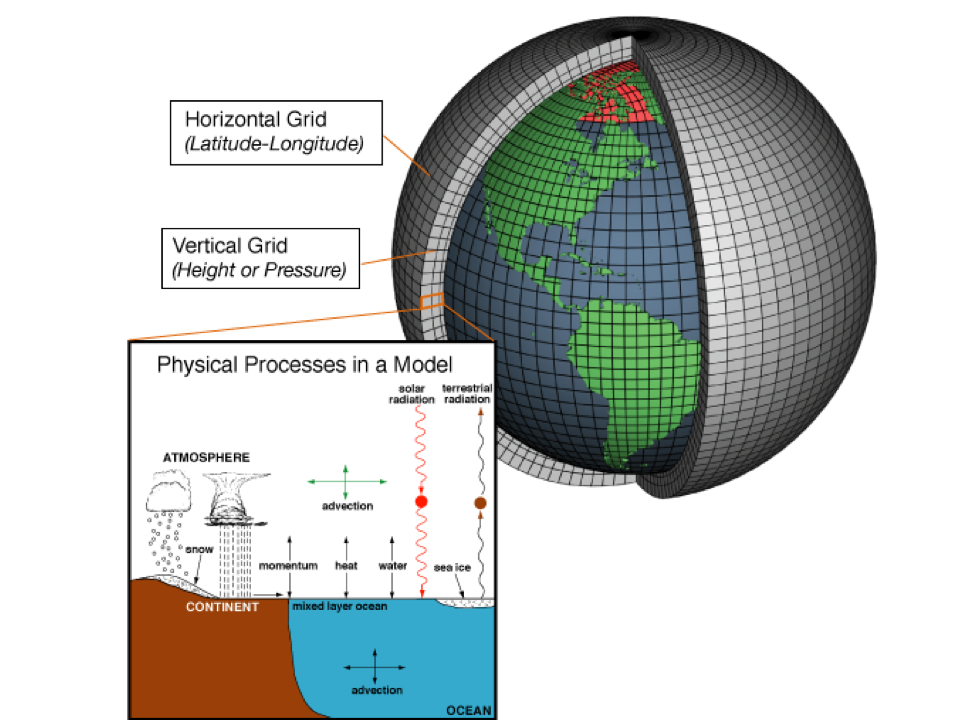 Horizontal Grid
(Latitude-Longitude)
Vertical Grid
(Height or Pressure)
Physical Processes in a Model
solar
radiation
terrestrial
radiation
ATMOSPHERE
advection
snow
momentum
heat
water
sea ice
CONTINENT
mixed layer ocean
advection
OCEAN